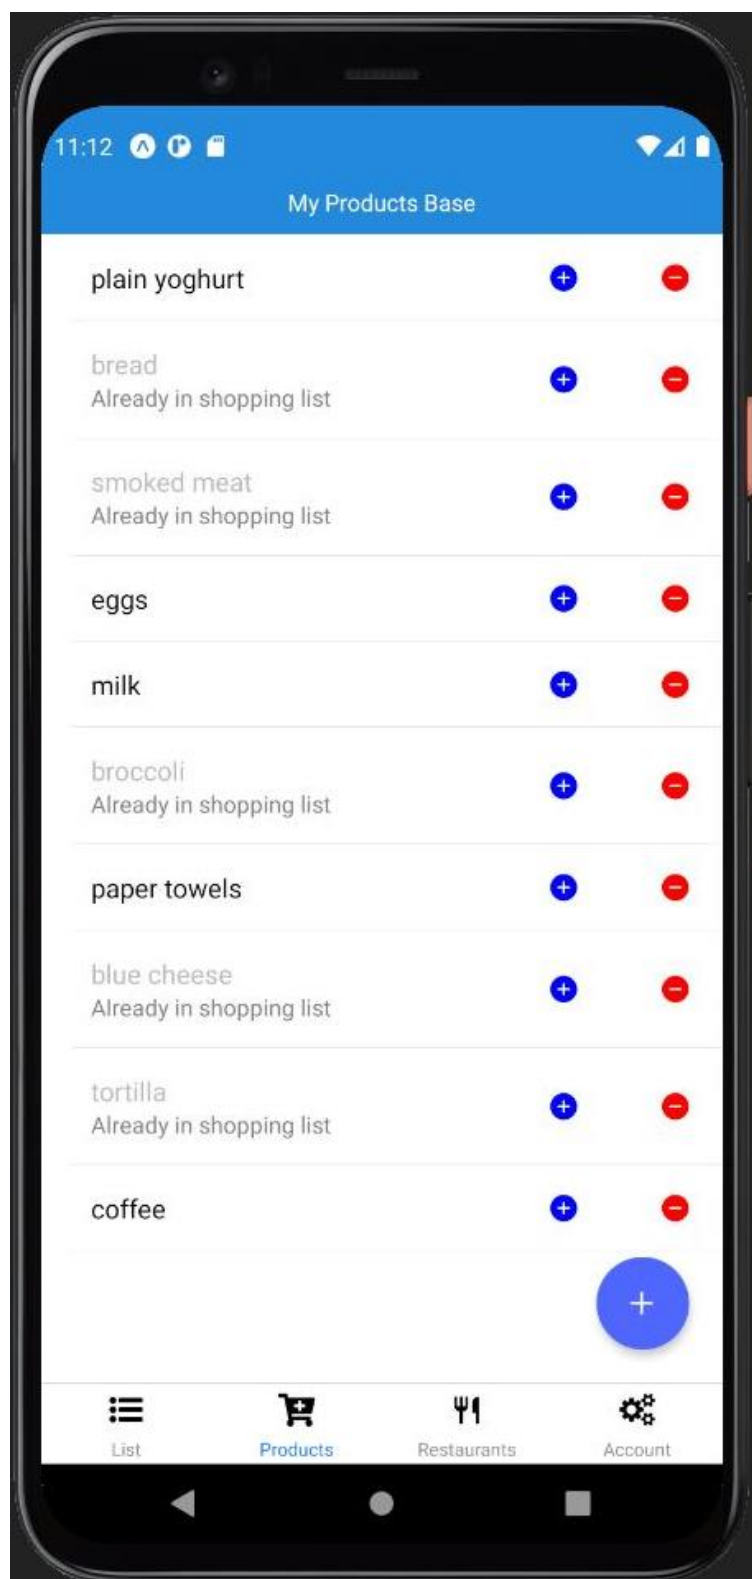 11:12
My Products Base
plain yoghurt
bread
Already in shopping list
smoked meat
Already in shopping list
eggs
milk
broccoli
Already in shopping list
paper towels
blue cheese
Already in shopping list
tortilla
Already in shopping list
coffee
List Products Restaurants Account